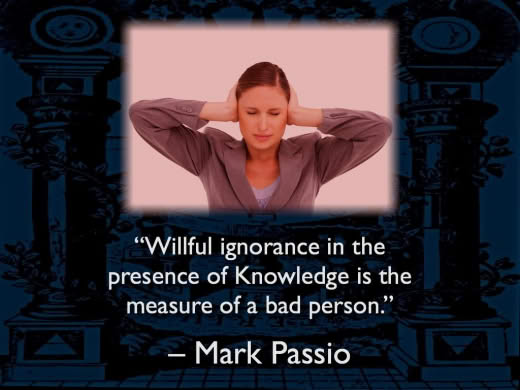 “Willful ignorance in the
presence of Knowledge is the
measure of a bad person.”
– Mark Passio